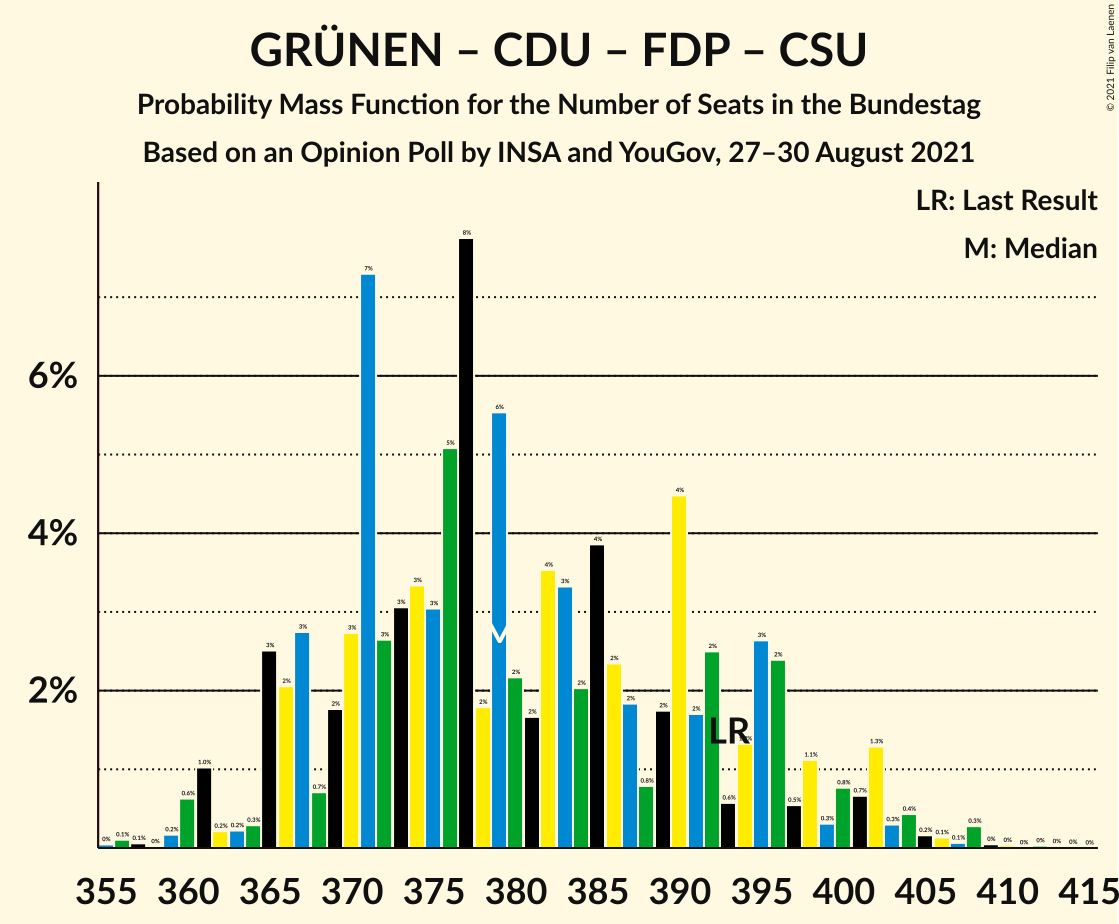 GRÜNEN – CDU – FDP – CSU
Probability Mass Function for the Number of Seats in the Bundestag
Based on an Opinion Poll by INSA and YouGov, 27–30 August 2021
© 2021 Filip van Laenen
LR: Last Result
M: Median
6%
4%
2%
0% 0.1% 0.1% 0% 0.2% 0.6% 1.0% 0.2% 0.2% 0.3% 3% 2% 3% 0.7% 2% 3% 7% 3% 3% 3% 3% 5% 8% 2% 6% 2% 2% 4% 3% 2% 4% 2% 2% 0.8% 2% 4% 2% 2% 0.6% 3% 2% 0.5% 1.1% 0.3% 0.8% 0.7% 1.3% 0.3% 0.4% 0.2% 0.1% 0.1% 0.3% 0% 0% 0% 0% 0% 0% 0%
LR
355 360 365 370 375 380 385 390 395 400 405 410 415